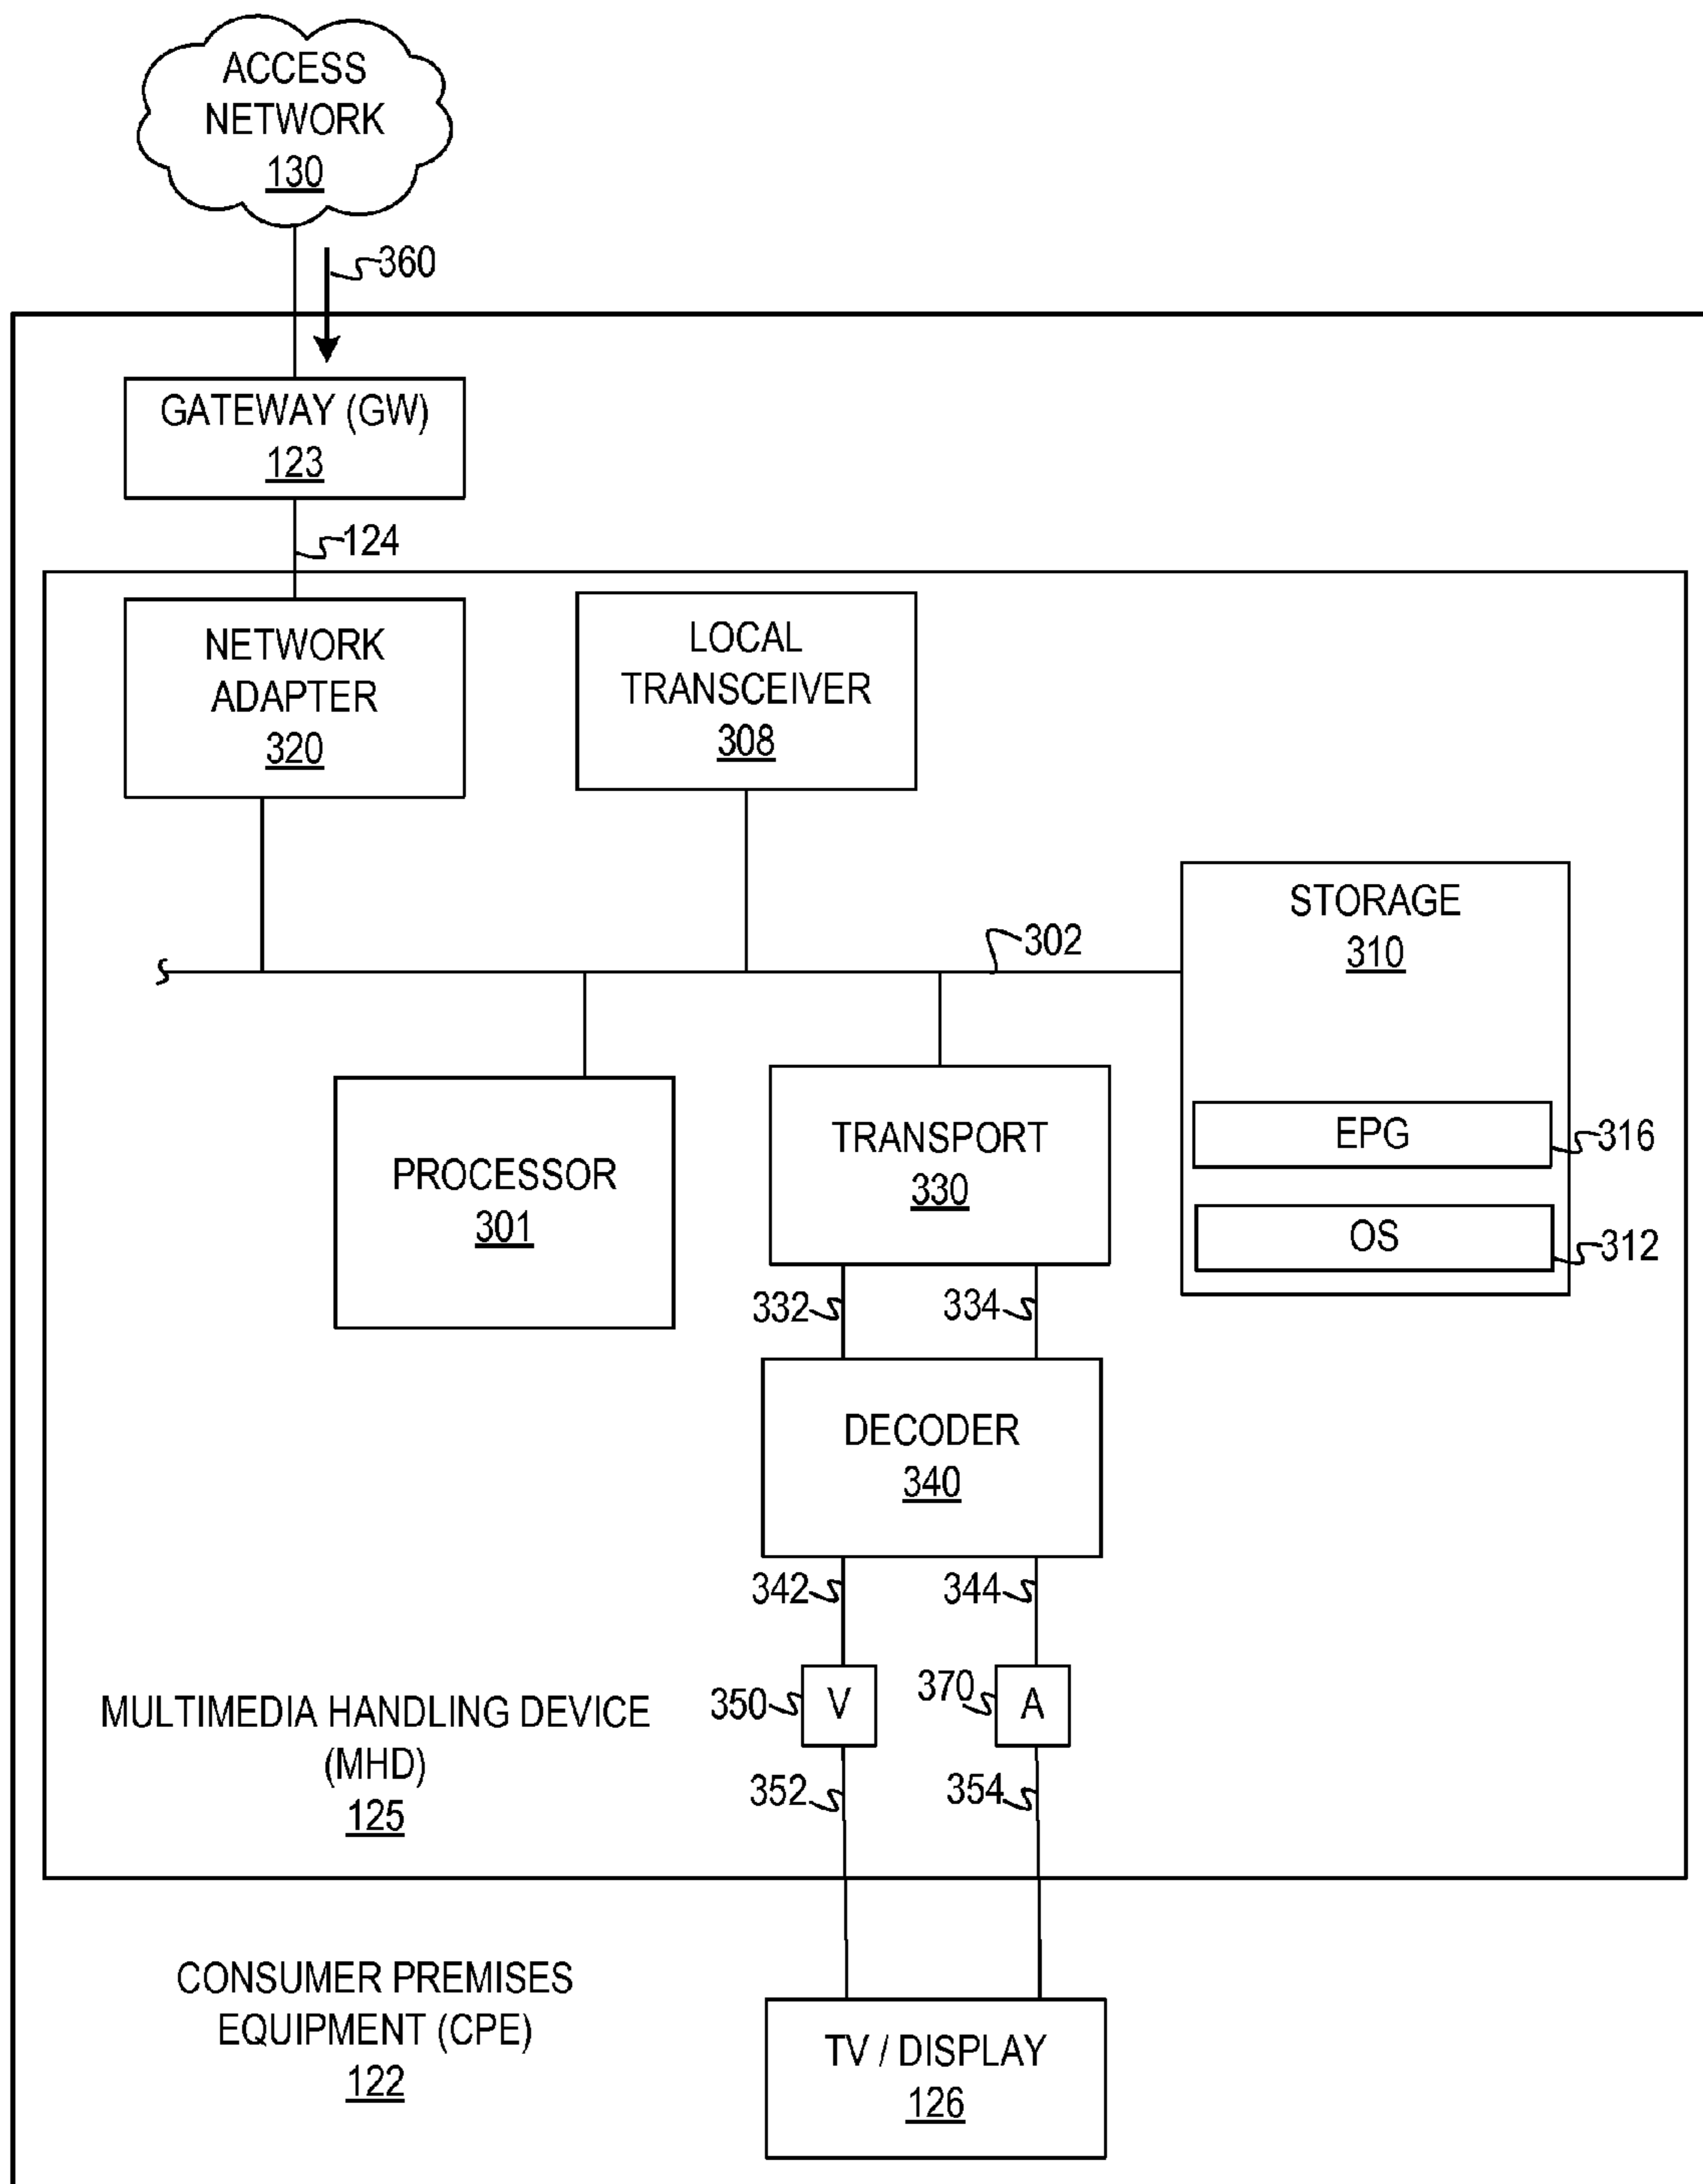 ACCESS
NETWORK
130
360
GATEWAY (GW)
123
124
NETWORK
ADAPTER
320
LOCAL
TRANSCEIVER
308
302
STORAGE
310
EPG
316
OS
312
PROCESSOR
301
TRANSPORT
330
332
334
DECODER
340
342
344
350
V
370
A
352
354
MULTIMEDIA HANDLING DEVICE
(MHD)
125
CONSUMER PREMISES
EQUIPMENT (CPE)
122
TV / DISPLAY
126